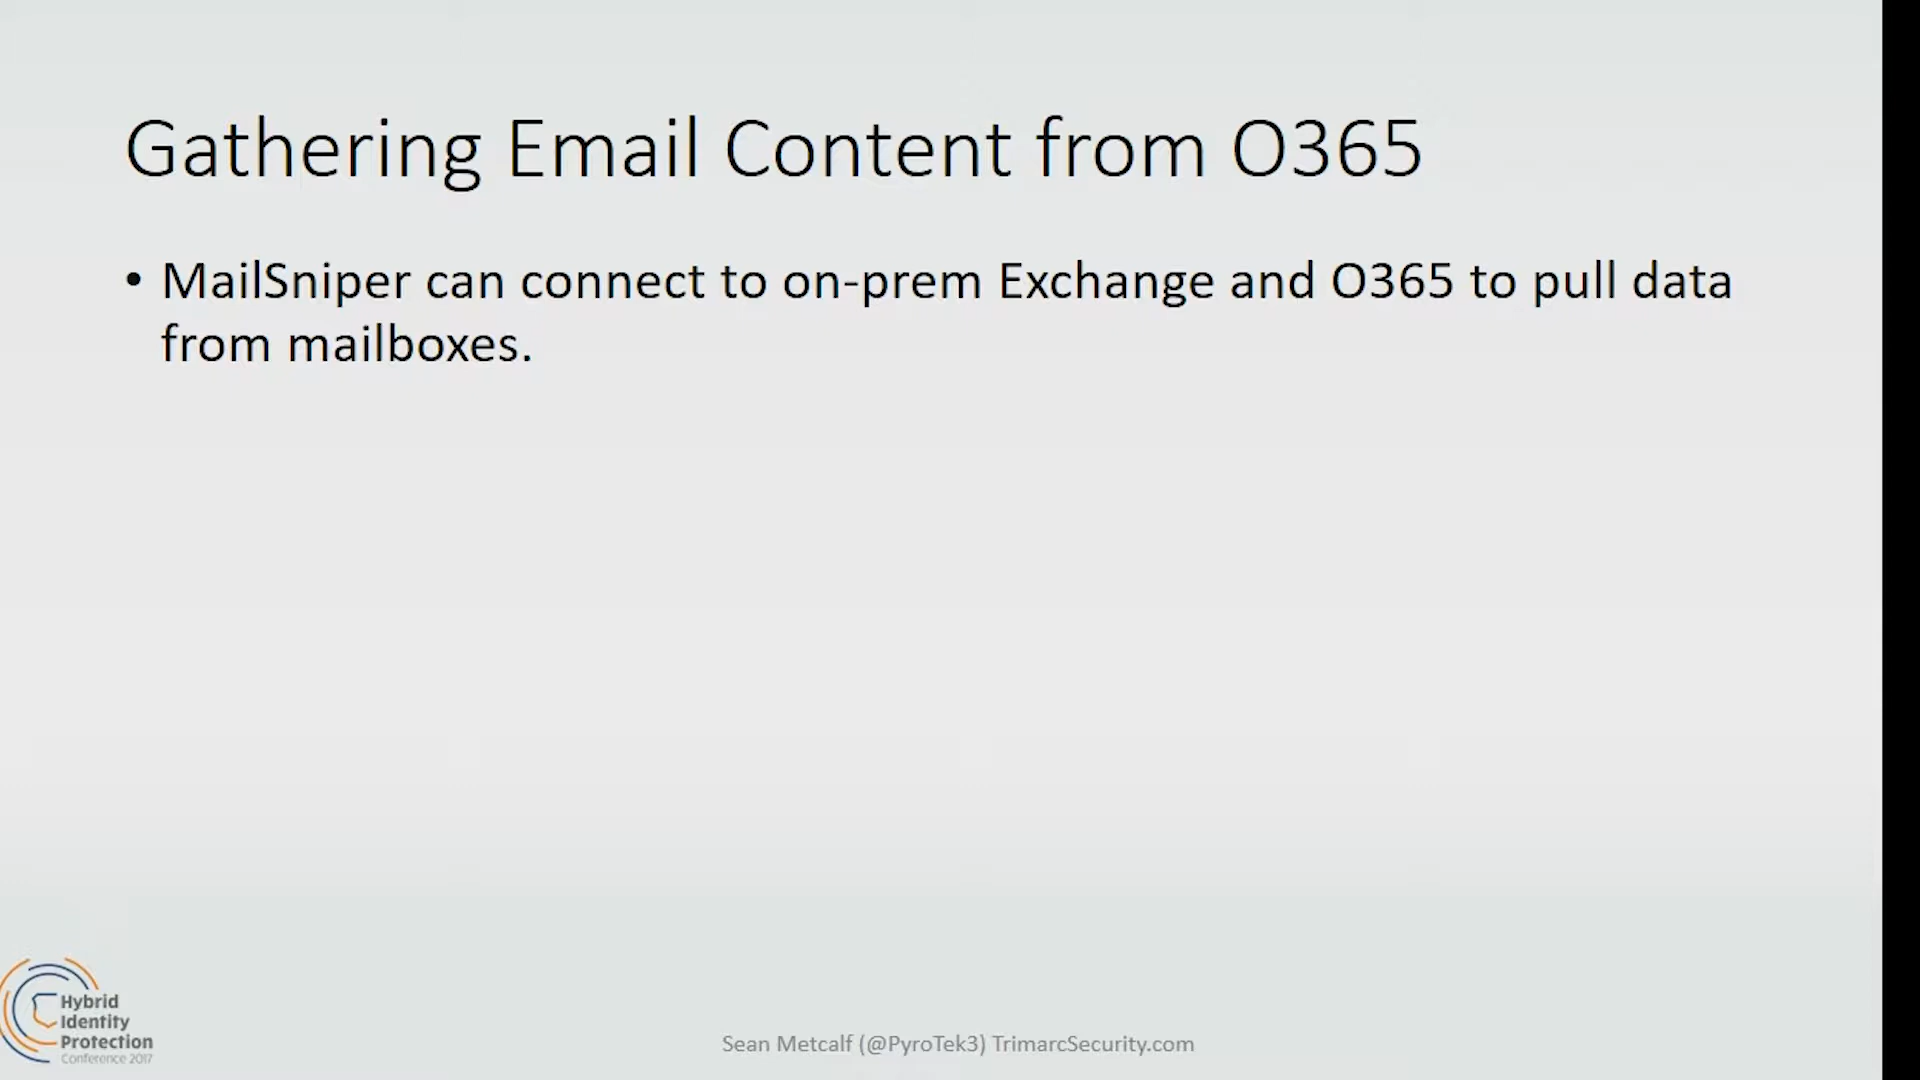 Gathering Email Content from O365
• MailSniper can connect to on-prem Exchange and O365 to pull data
from mailboxes.
Hybrid
Identity
Protection
Conference 2017
Sean Metcalf (@PyroTek3) TrimarcSecurity.com